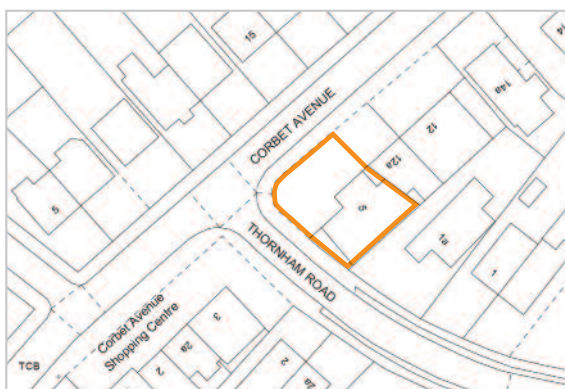 15
14
14a
CORBET AVENUE
12
12a
5
5
1a
1
THORNHAM ROAD
Corbet Avenue
Shopping Centre
3
2a
2
2
TCB